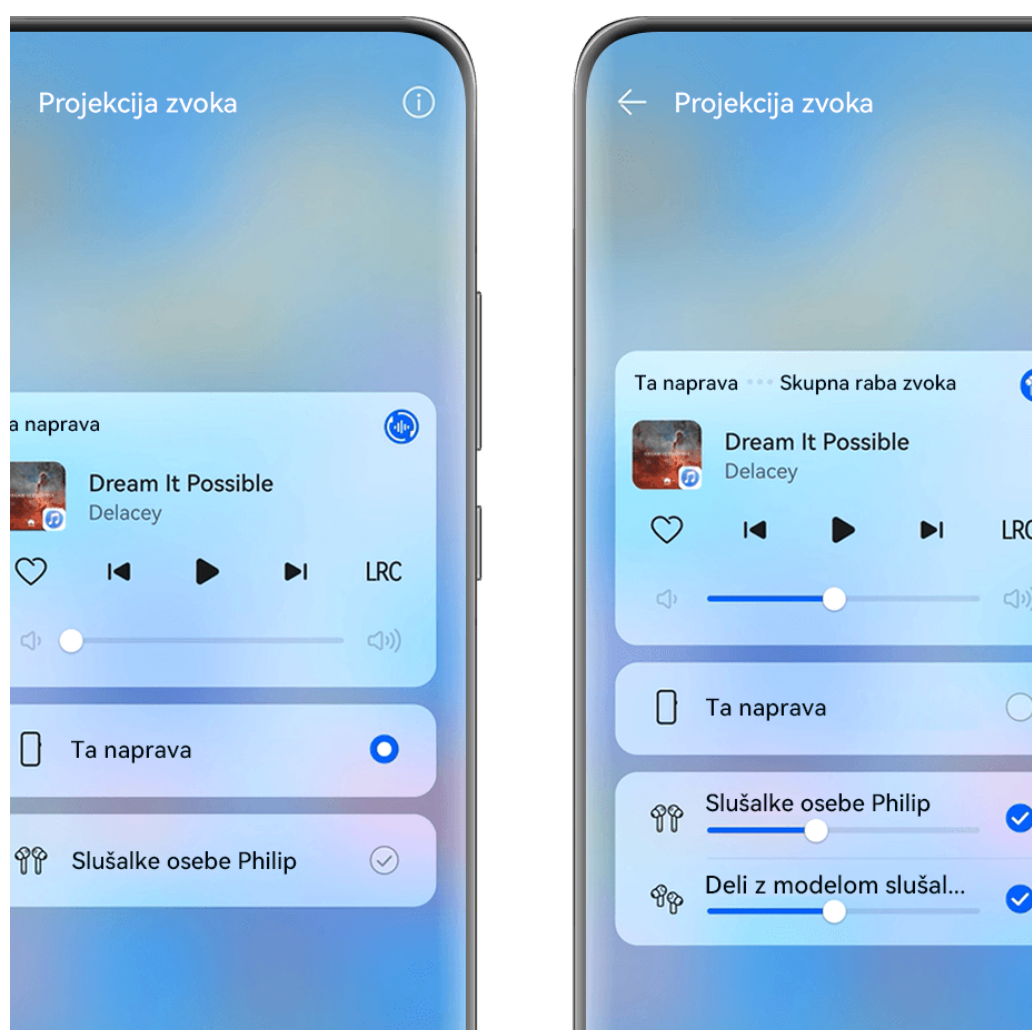 Projekcija zvoka
a naprava
Dream It Possible
Delacey
LRC
Ta naprava
Slušalke osebe Philip
Projekcija zvoka
Ta naprava ··· Skupna raba zvoka
Dream It Possible
Delacey
LRC
Ta naprava
Slušalke osebe Philip
Deli z modelom slušal...